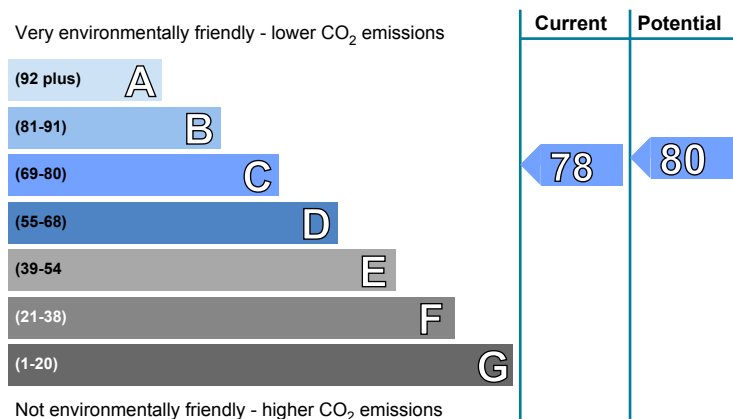 Very environmentally friendly - lower CO₂ emissions
Current Potential
(92 plus) A
(81-91) B
(69-80) C
78 80
(55-68) D
(39-54 E
(21-38) F
(1-20) G
Not environmentally friendly - higher CO₂ emissions